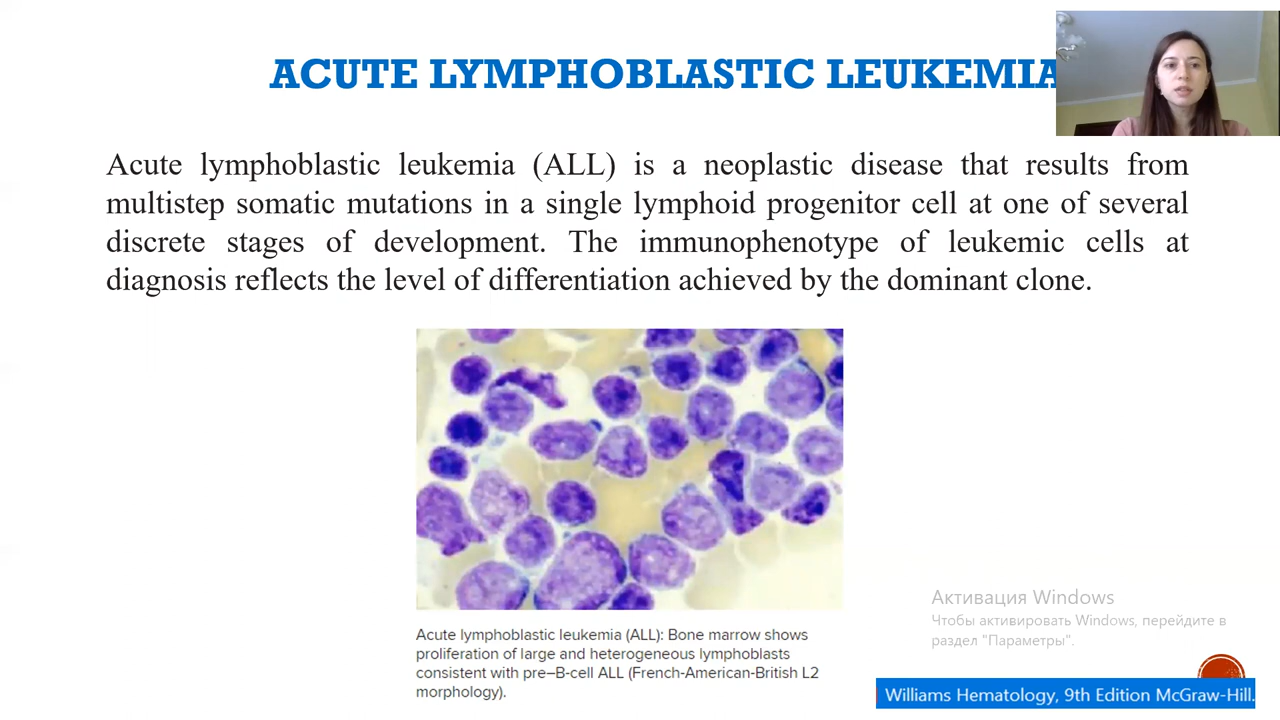 ACUTE LYMPHOBLASTIC LEUKEMIA
Acute lymphoblastic leukemia (ALL) is a neoplastic disease that results from
multistep somatic mutations in a single lymphoid progenitor cell at one of several
discrete stages of development. The immunophenotype of leukemic cells at
diagnosis reflects the level of differentiation achieved by the dominant clone.
Acute lymphoblastic leukemia (ALL): Bone marrow shows
proliferation of large and heterogeneous lymphoblasts
consistent with pre–B-cell ALL (French-American-British L2
morphology).
Активация Windows
Чтобы активировать Windows, перейдите в
раздел "Параметры".
Williams Hematology, 9th Edition McGraw-Hill.